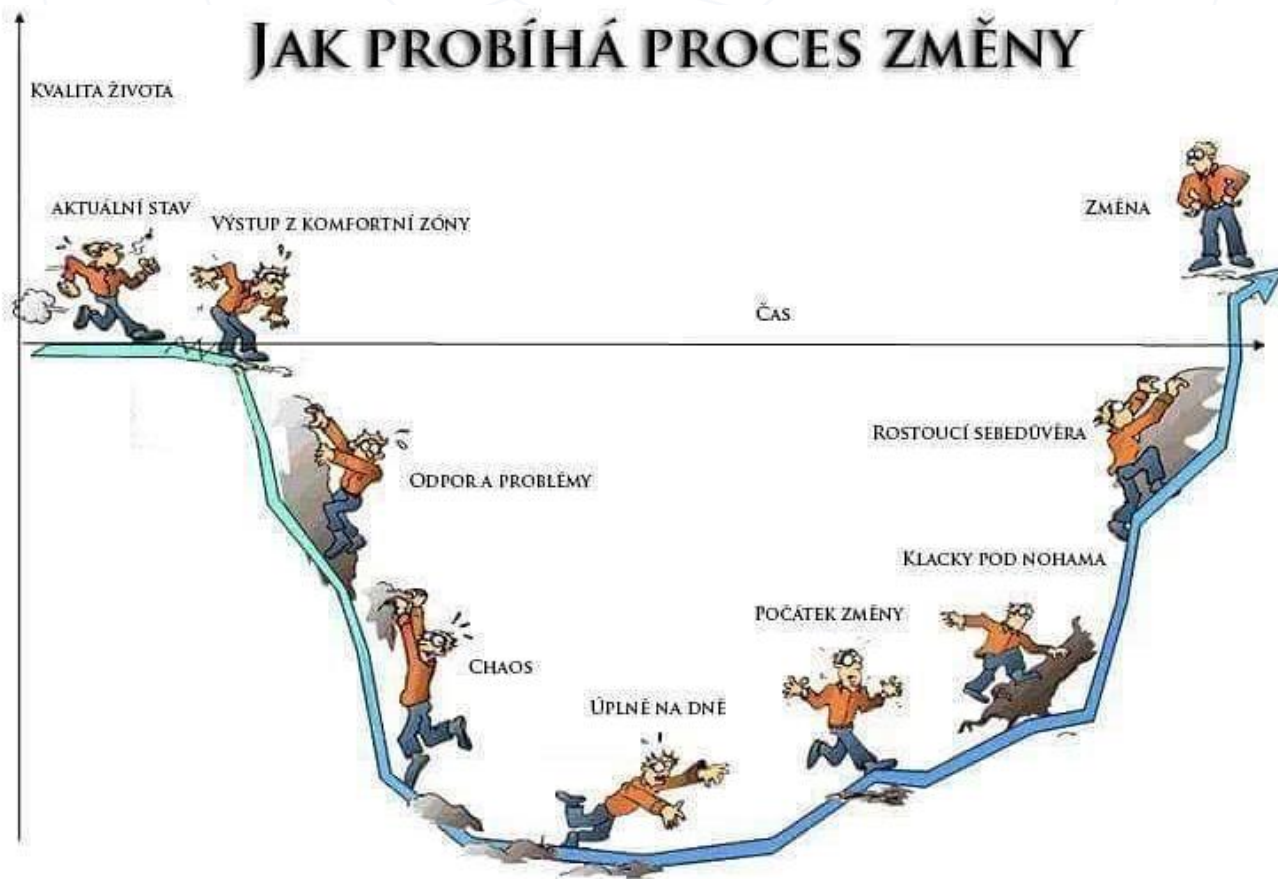 JAK PROBÍHÁ PROCES ZMĚNY
KVALITA ŽIVOTA
AKTUÁLNÍ STAV
VÝSTUP Z KOMFORTNÍ ZÓNY
ZMĚNA
ČAS
ROSTOUCÍ SEBEDŮVĚRA
ODPOR A PROBLÉMY
KLACKY POD NOHAMA
POČÁTEK ZMĚNY
CHAOS
ÚPLNĚ NA DNĚ